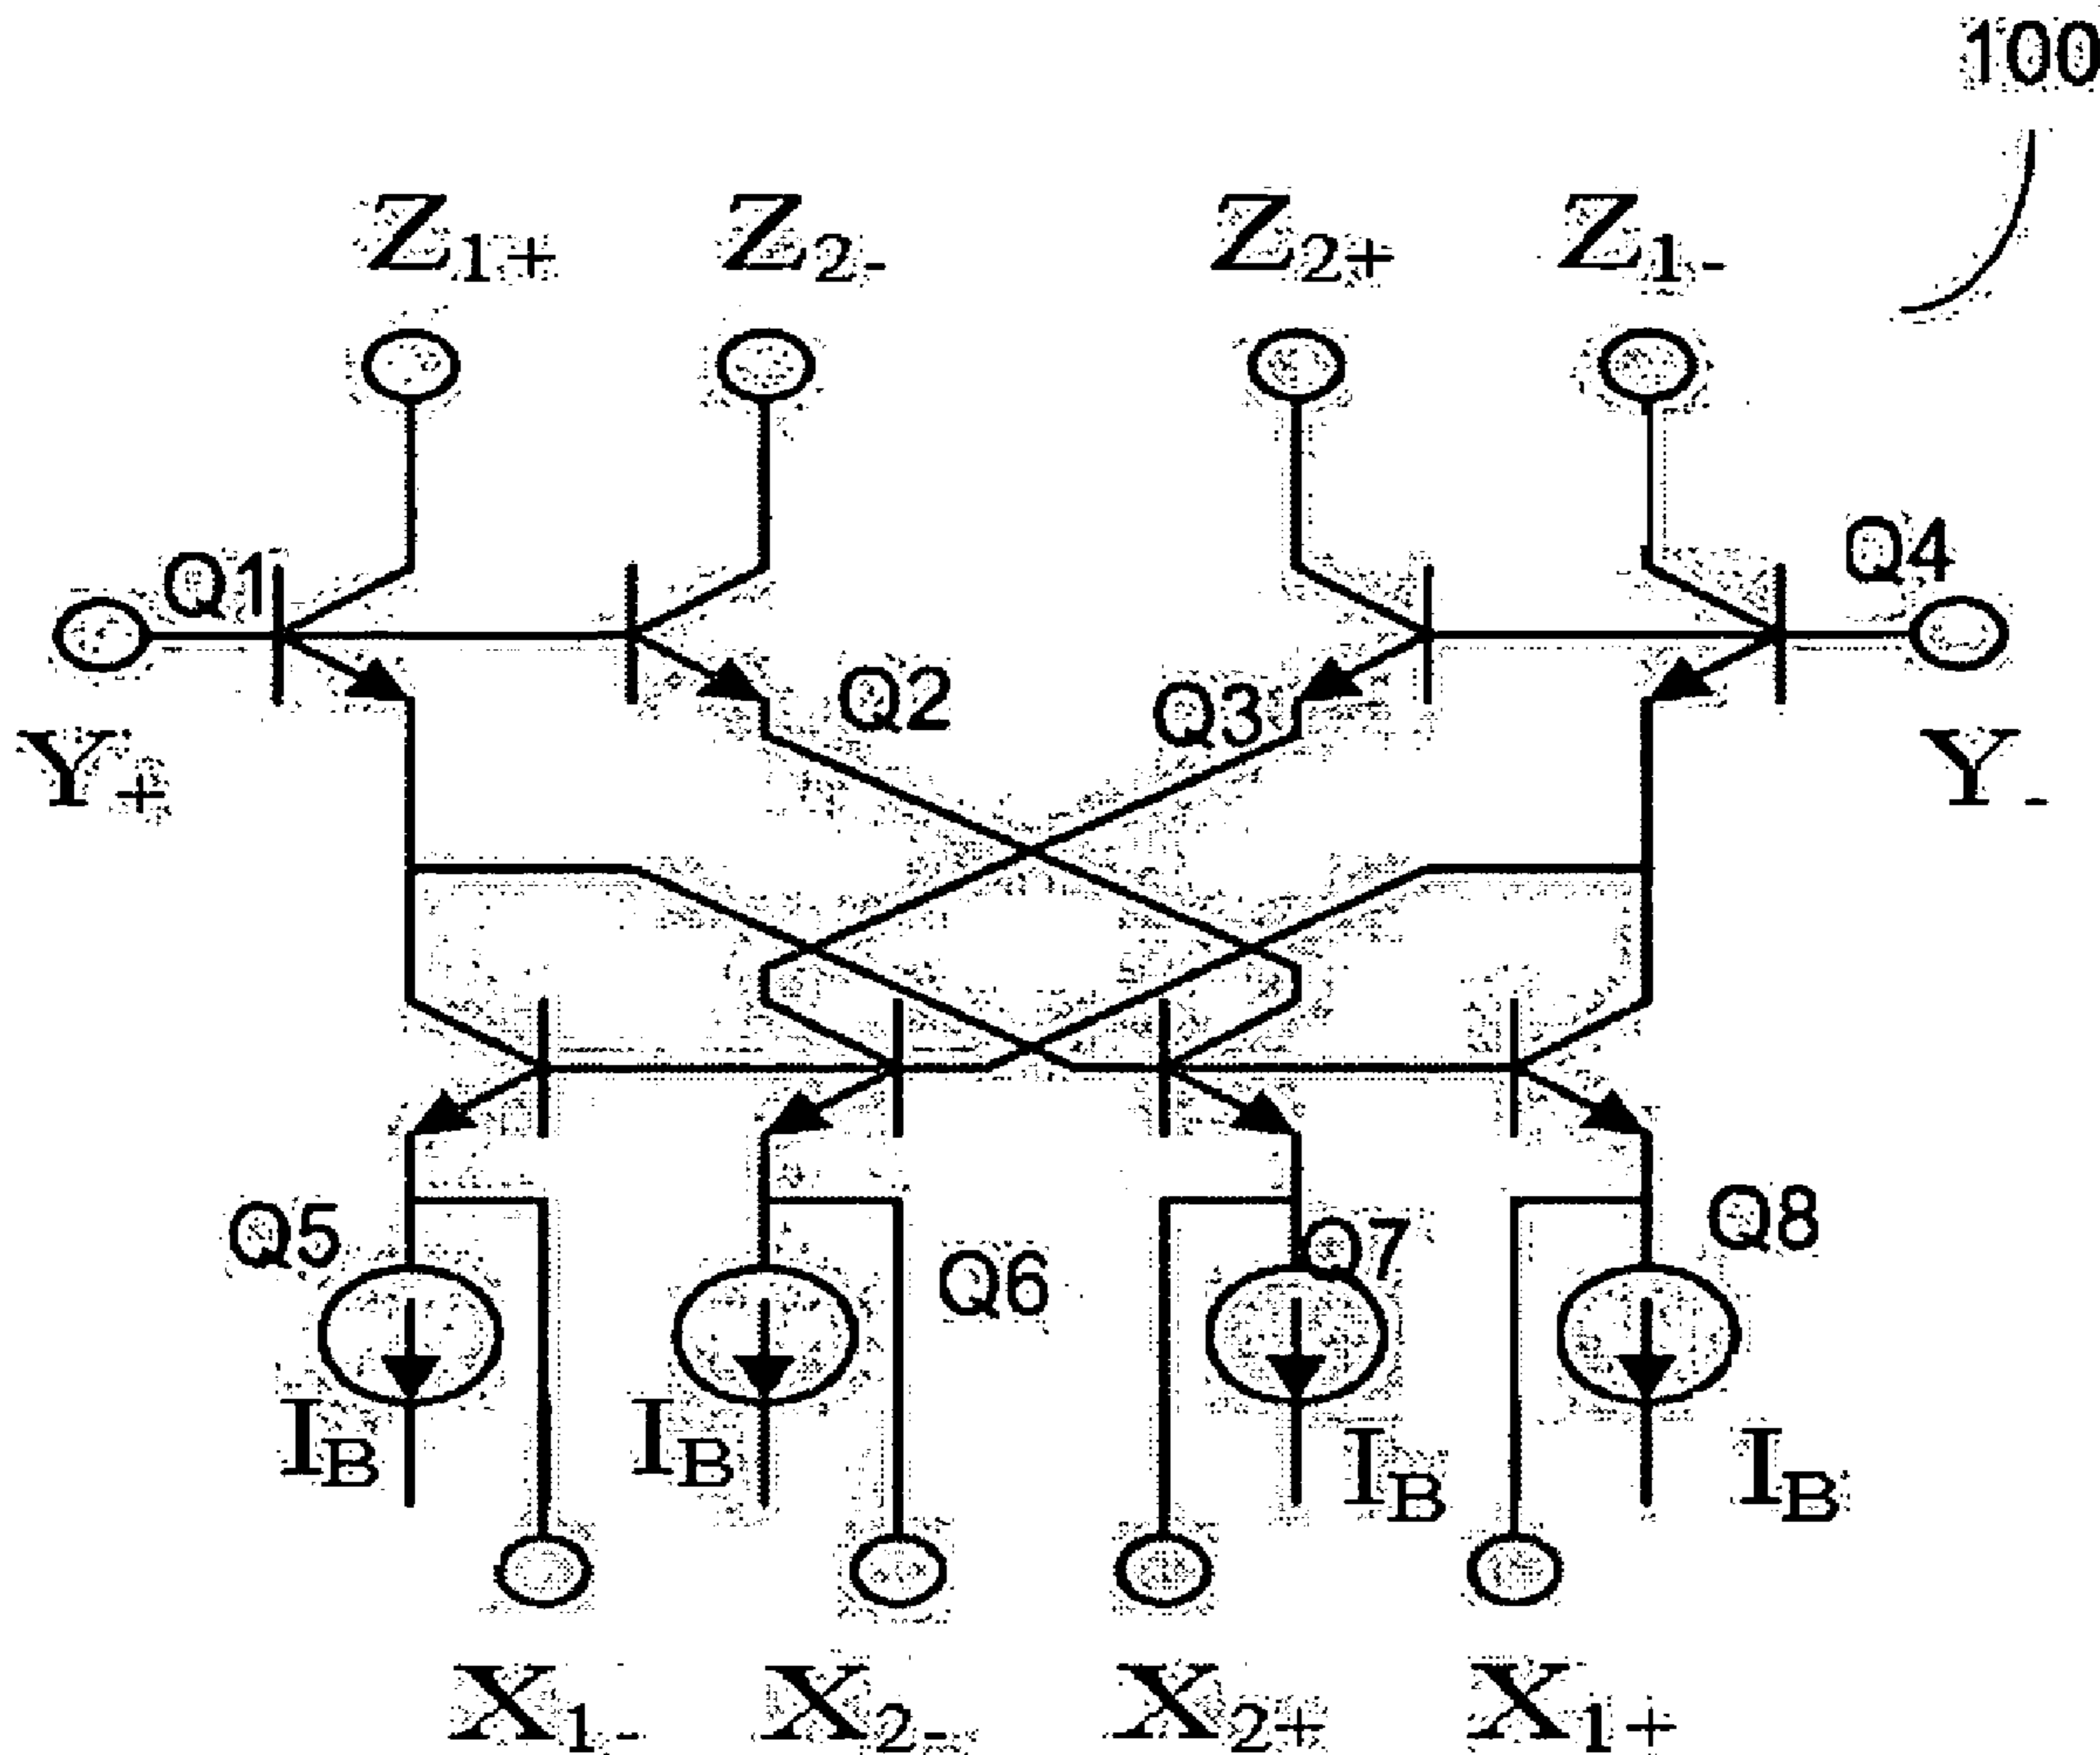 100
Z1+ Z2- Z2+ Z1-
Q1 Q4
Q2 Q3
Y+ Y-
Q5 Q6 Q7 Q8
IB IB IB IB
X1- X2- X2+ X1+